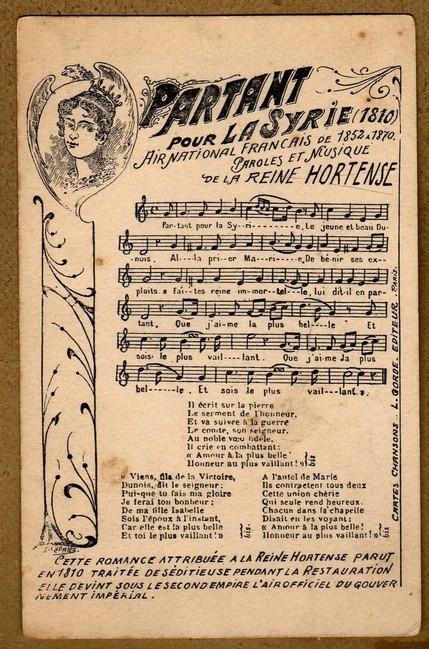 PARTANT
POUR LA SYRIE (1810)
AIR NATIONAL FRANCAIS DE 1852 A 1870.
PAROLES ET MUSIQUE
DE LA REINE HORTENSE
Par-tant pour la Sy--ri-------e, Le jeune et beau Du-
nois. Al---la pri--er Ma---ri---e, De bé-nir ses ex--
ploits. « fai--tes reine im-mor--tel---le, lui dit-il en par-
tant, Que j'ai-me la plus bel----le Et
sois le plus vail----lant. Que j'ai-me la plus
bel----le, Et sois le plus vail---lant »,
Il écrit sur la pierre
Le serment de l'honneur,
Et va suivre à la guerre
Le comte, son seigneur,
Au noble vœu fidèle,
Il crie en combattant:
« Amour à la plus belle
Honneur au plus vaillant! » } bis
« Viens, fils de la Victoire,
Dunois, dit le seigneur;
Puisque tu fais ma gloire
Je ferai ton bonheur;
De ma fille Isabelle
Sois l'époux à l'instant,
Car elle est la plus belle
Et toi le plus vaillant! » } bis.
A l'autel de Marie
Ils contractent tous deux
Cette union chérie
Qui seule rend heureux.
Chacun dans la chapelle
Disait en les voyant:
« Amour à la plus belle!
Honneur au plus vaillant! » } bis
CARTES CHANSONS L. GORDE. EDITEUR PARIS.
CETTE ROMANCE ATTRIBUÉE A LA REINE HORTENSE PARUT
EN 1810 TRAITÉE DE SÉDITIEUSE PENDANT LA RESTAURATION
ELLE DEVINT SOUS LE SECOND EMPIRE L'AIR OFFICIEL DU GOUVER
NEMENT IMPÉRIAL.